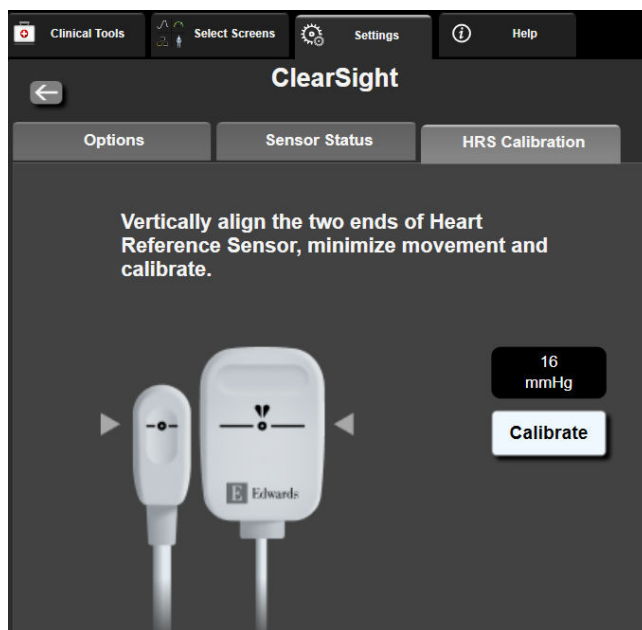 Clinical Tools
Select Screens
Settings
Help
ClearSight
Options
Sensor Status
HRS Calibration
Vertically align the two ends of Heart
Reference Sensor, minimize movement and
calibrate.
16
mmHg
Calibrate
E Edwards